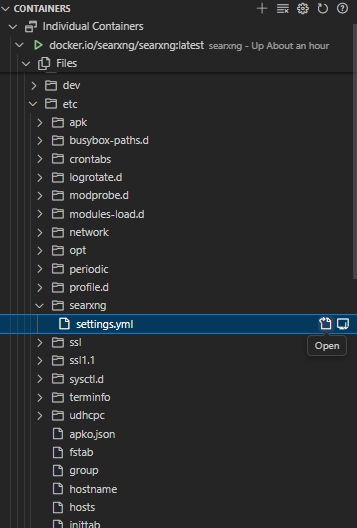 CONTAINERS
Individual Containers
docker.io/searxng/searxng:latest searxng - Up About an hour
Files
dev
etc
apk
busybox-paths.d
crontabs
logrotate.d
modprobe.d
modules-load.d
network
opt
periodic
profile.d
searxng
settings.yml
Open
ssl
ssl1.1
sysctl.d
terminfo
udhcpc
apko.json
fstab
group
hostname
hosts
inittab